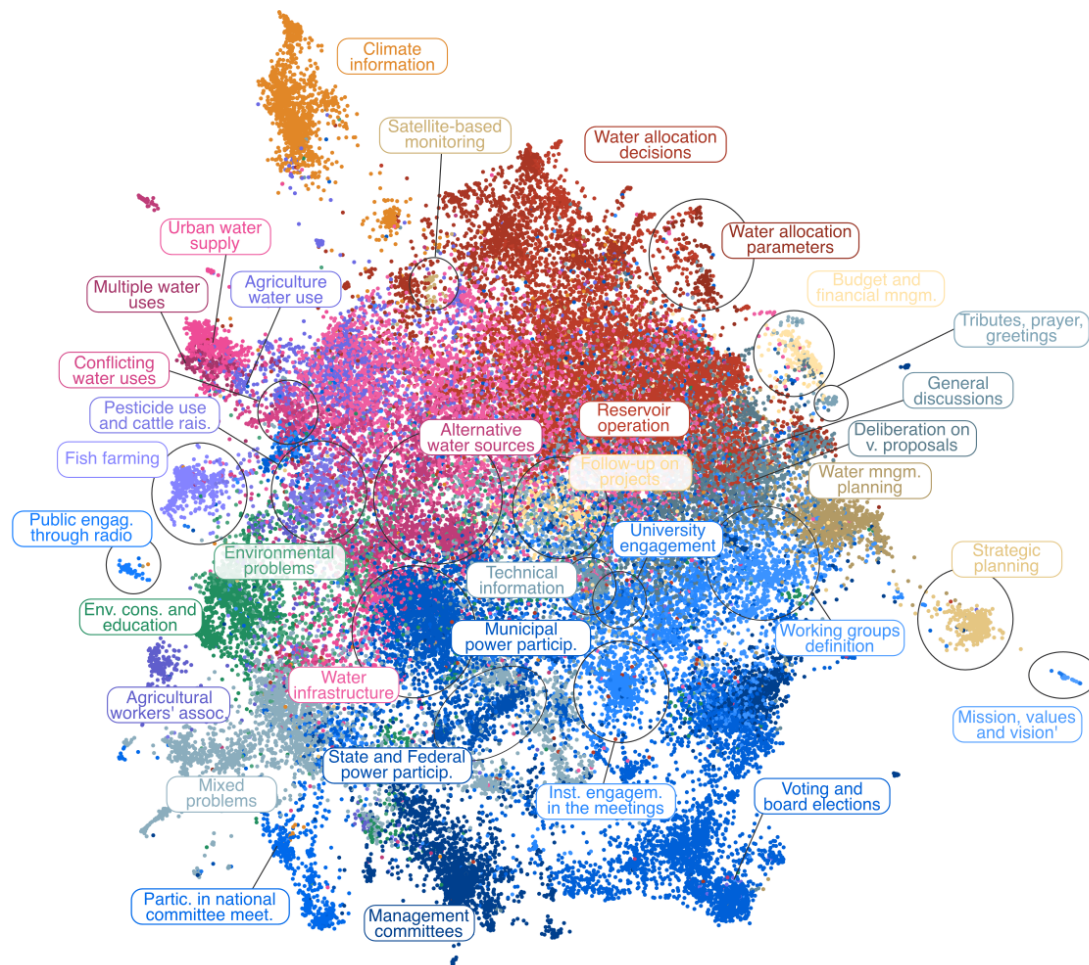 Climate
information
Satellite-based
monitoring
Water allocation
decisions
Urban water
supply
Water allocation
parameters
Multiple water
uses
Agriculture
water use
Budget and
financial mngm.
Tributes, prayer,
greetings
Conflicting
water uses
General
discussions
Pesticide use
and cattle rais.
Alternative
water sources
Reservoir
operation
Deliberation on
v. proposals
Fish farming
Follow-up on
projects
Water mngm.
planning
Public engag.
through radio
University
engagement
Environmental
problems
Technical
information
Strategic
planning
Env. cons. and
education
Municipal
power particip.
Working groups
definition
Water
infrastructure
Agricultural
workers' assoc.
Mission, values
and vision'
State and Federal
power particip.
Mixed
problems
Inst. engagem.
in the meetings
Voting and
board elections
Partic. in national
committee meet.
Management
committees